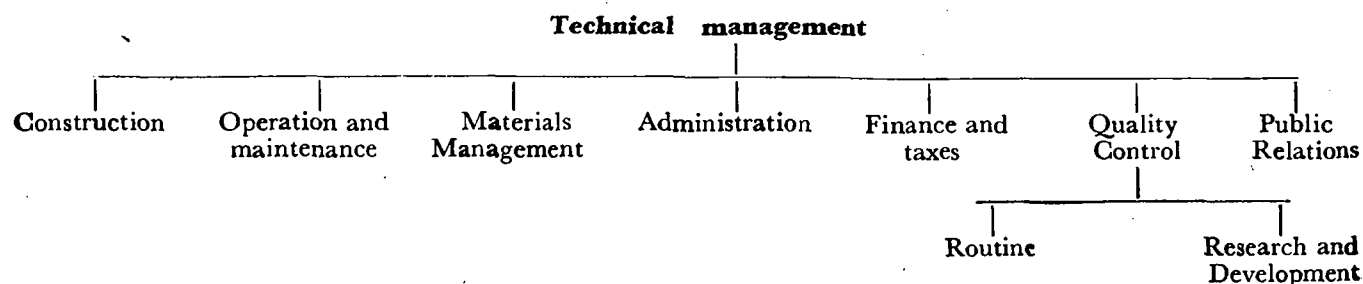 Technical management
Construction
Operation and
maintenance
Materials
Management
Administration
Finance and
taxes
Quality
Control
Public
Relations
Routine
Research and
Development